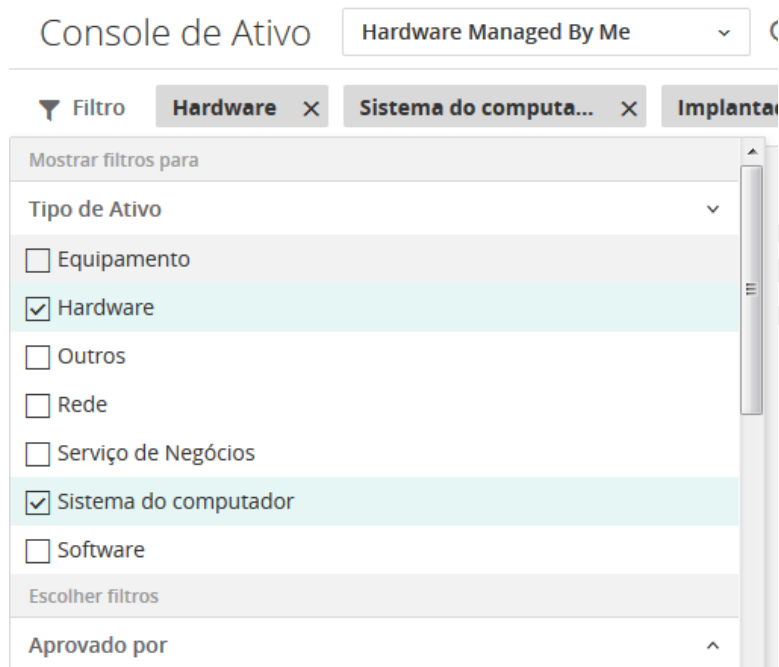 Console de Ativo
Hardware Managed By Me
Filtro
Hardware
Sistema do computa...
Mostrar filtros para
Tipo de Ativo
Equipamento
Hardware
Outros
Rede
Serviço de Negócios
Sistema do computador
Software
Escolher filtros
Aprovado por